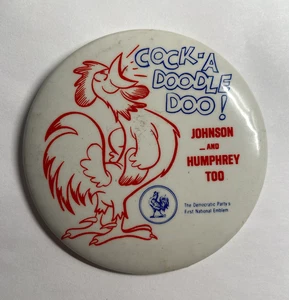 COCK-A
DOODLE
DOO!
JOHNSON
... AND
HUMPHREY
TOO
The Democratic Party's
First National Emblem